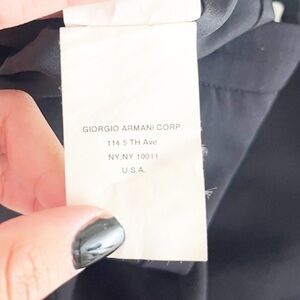 GIORGIO ARMANI CORP
114 5 TH Ave
NY, NY 10011
U.S.A.